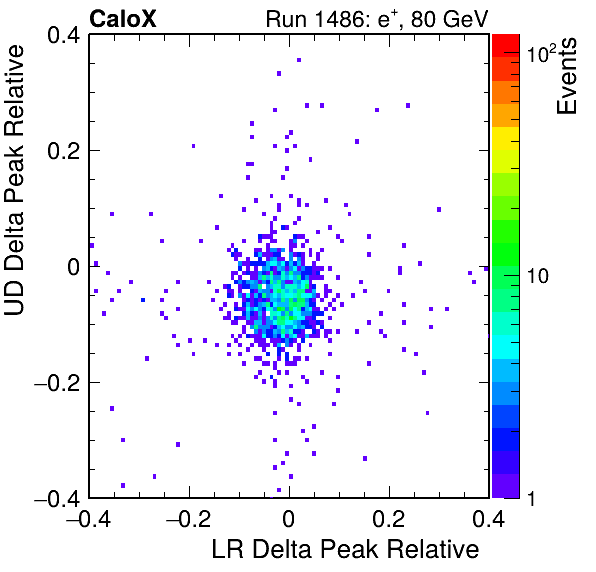 CaloX Run 1486: e⁺, 80 GeV
UD Delta Peak Relative
0.4
0.2
0
−0.2
−0.4
−0.4 −0.2 0 0.2 0.4
LR Delta Peak Relative
Events
10²
10
1